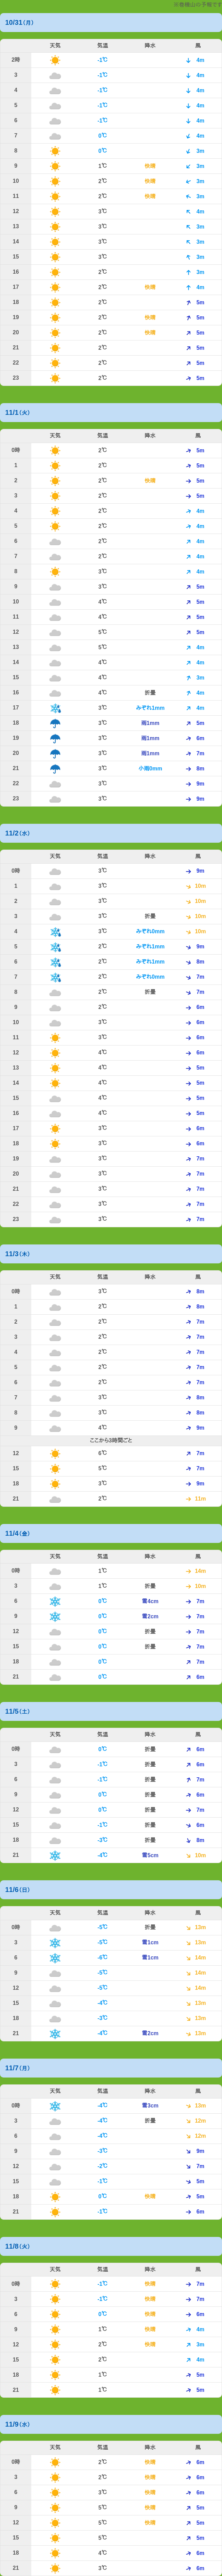 10/31(月)
天気 気温 降水 風
2時 -1℃ 4m
3 -1℃ 4m
4 -1℃ 4m
5 -1℃ 4m
6 -1℃ 4m
7 0℃ 4m
8 0℃ 3m
9 1℃ 快晴 3m
10 2℃ 快晴 3m
11 2℃ 快晴 3m
12 3℃ 4m
13 3℃ 3m
14 3℃ 3m
15 3℃ 3m
16 2℃ 3m
17 2℃ 快晴 4m
18 2℃ 5m
19 2℃ 快晴 5m
20 2℃ 快晴 5m
21 2℃ 5m
22 2℃ 5m
23 2℃ 5m
11/1(火)
天気 気温 降水 風
0時 2℃ 5m
1 2℃ 5m
2 2℃ 快晴 5m
3 2℃ 5m
4 2℃ 4m
5 2℃ 4m
6 2℃ 4m
7 2℃ 4m
8 3℃ 4m
9 3℃ 5m
10 4℃ 5m
11 4℃ 5m
12 5℃ 5m
13 5℃ 4m
14 4℃ 4m
15 4℃ 3m
16 4℃ 折曇 4m
17 3℃ みぞれ1mm 4m
18 3℃ 雨1mm 5m
19 3℃ 雨1mm 6m
20 3℃ 雨1mm 7m
21 3℃ 小雨0mm 8m
22 3℃ 9m
23 3℃ 9m
11/2(水)
天気 気温 降水 風
0時 3℃ 9m
1 3℃ 10m
2 3℃ 10m
3 3℃ 折曇 10m
4 3℃ みぞれ0mm 10m
5 2℃ みぞれ1mm 9m
6 2℃ みぞれ1mm 8m
7 2℃ みぞれ0mm 7m
8 2℃ 折曇 7m
9 2℃ 6m
10 3℃ 6m
11 3℃ 6m
12 4℃ 6m
13 4℃ 5m
14 4℃ 5m
15 4℃ 5m
16 4℃ 5m
17 3℃ 6m
18 3℃ 6m
19 3℃ 7m
20 3℃ 7m
21 3℃ 7m
22 3℃ 7m
23 3℃ 7m
11/3(木)
天気 気温 降水 風
0時 3℃ 8m
1 2℃ 8m
2 2℃ 7m
3 2℃ 7m
4 2℃ 7m
5 2℃ 7m
6 2℃ 7m
7 3℃ 8m
8 3℃ 8m
9 4℃ 9m
ここから3時間ごと
12 6℃ 7m
15 5℃ 7m
18 3℃ 9m
21 2℃ 11m
11/4(金)
天気 気温 降水 風
0時 1℃ 14m
3 1℃ 折曇 10m
6 0℃ 雪4cm 7m
9 0℃ 雪2cm 7m
12 0℃ 折曇 7m
15 0℃ 折曇 7m
18 0℃ 7m
21 0℃ 6m
11/5(土)
天気 気温 降水 風
0時 0℃ 折曇 6m
3 -1℃ 折曇 6m
6 -1℃ 折曇 7m
9 0℃ 折曇 6m
12 0℃ 折曇 7m
15 -1℃ 折曇 6m
18 -3℃ 折曇 8m
21 -4℃ 雪5cm 10m
11/6(日)
天気 気温 降水 風
0時 -5℃ 折曇 13m
3 -5℃ 雪1cm 13m
6 -6℃ 雪1cm 14m
9 -5℃ 14m
12 -5℃ 14m
15 -4℃ 13m
18 -3℃ 13m
21 -4℃ 雪2cm 13m
11/7(月)
天気 気温 降水 風
0時 -4℃ 雪3cm 13m
3 -4℃ 折曇 12m
6 -4℃ 12m
9 -3℃ 9m
12 -2℃ 7m
15 -1℃ 5m
18 0℃ 快晴 5m
21 -1℃ 6m
11/8(火)
天気 気温 降水 風
0時 -1℃ 快晴 7m
3 -1℃ 快晴 7m
6 0℃ 快晴 6m
9 1℃ 快晴 4m
12 2℃ 快晴 3m
15 2℃ 4m
18 1℃ 5m
21 1℃ 5m
11/9(水)
天気 気温 降水 風
0時 2℃ 快晴 6m
3 2℃ 快晴 6m
6 3℃ 快晴 6m
9 5℃ 快晴 5m
12 5℃ 快晴 5m
15 5℃ 5m
18 4℃ 6m
21 3℃ 6m